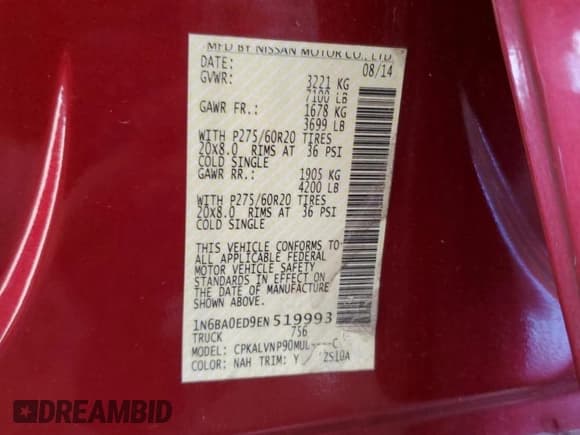 MFD BY NISSAN MOTOR CO., LTD.
DATE: 08/14
GVWR: 3221 KG
7100 LB
GAWR FR.: 1678 KG
3699 LB
WITH P275/60R20 TIRES
20x8.0 RIMS AT 36 PSI
COLD SINGLE
GAWR RR.: 1905 KG
4200 LB
WITH P275/60R20 TIRES
20x8.0 RIMS AT 36 PSI
COLD SINGLE
THIS VEHICLE CONFORMS TO
ALL APPLICABLE FEDERAL
MOTOR VEHICLE SAFETY
STANDARDS IN EFFECT ON
THE DATE OF MANUFACTURE
SHOWN ABOVE.
1N6BA0ED9EN519993
TRUCK 756
MODEL: CPKALVNP90MUL----C
COLOR: NAH TRIM: Y
DREAMBID